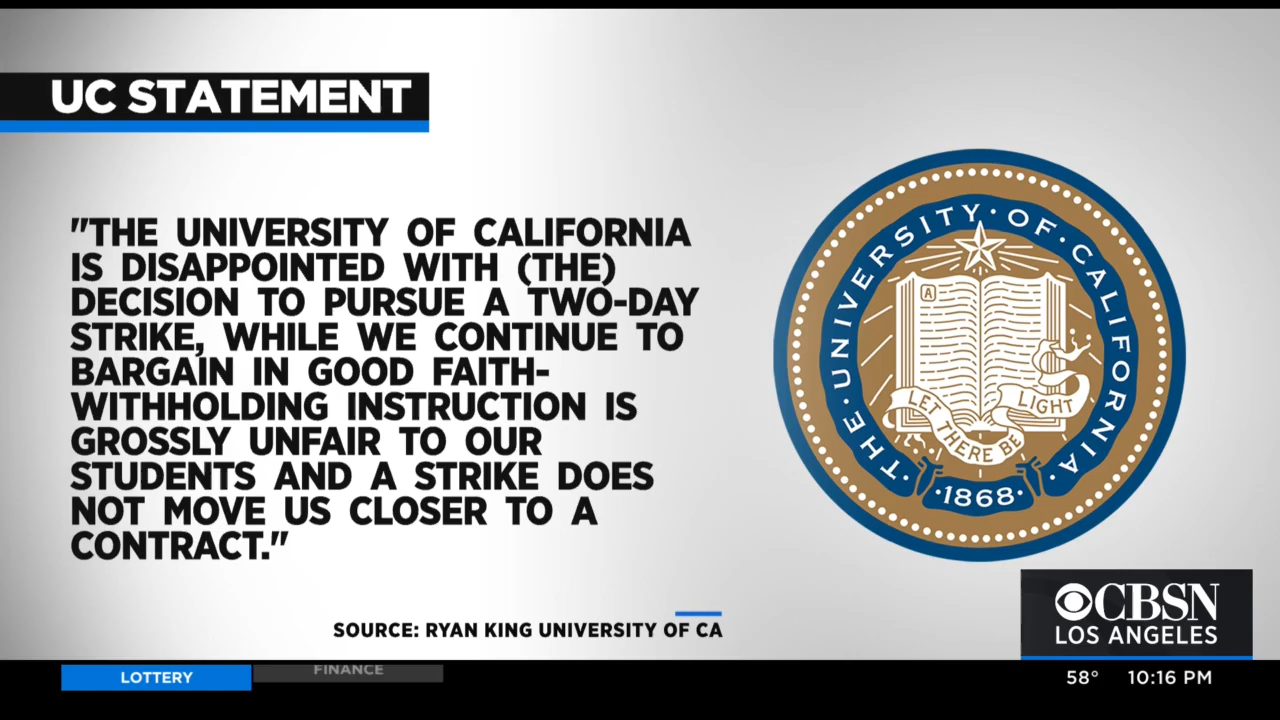 UC STATEMENT
"THE UNIVERSITY OF CALIFORNIA
IS DISAPPOINTED WITH (THE)
DECISION TO PURSUE A TWO-DAY
STRIKE, WHILE WE CONTINUE TO
BARGAIN IN GOOD FAITH-
WITHHOLDING INSTRUCTION IS
GROSSLY UNFAIR TO OUR
STUDENTS AND A STRIKE DOES
NOT MOVE US CLOSER TO A
CONTRACT."
SOURCE: RYAN KING UNIVERSITY OF CA
·THE·UNIVERSITY·OF·CALIFORNIA·
A
LET THERE BE LIGHT
·1868·
CBSN
LOS ANGELES
LOTTERY
FINANCE
58° 10:16 PM